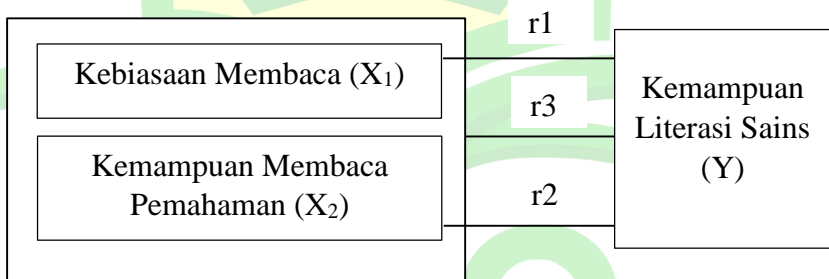 r1
Kebiasaan Membaca (X₁)
r3
Kemampuan
Literasi Sains
(Y)
Kemampuan Membaca
Pemahaman (X₂)
r2